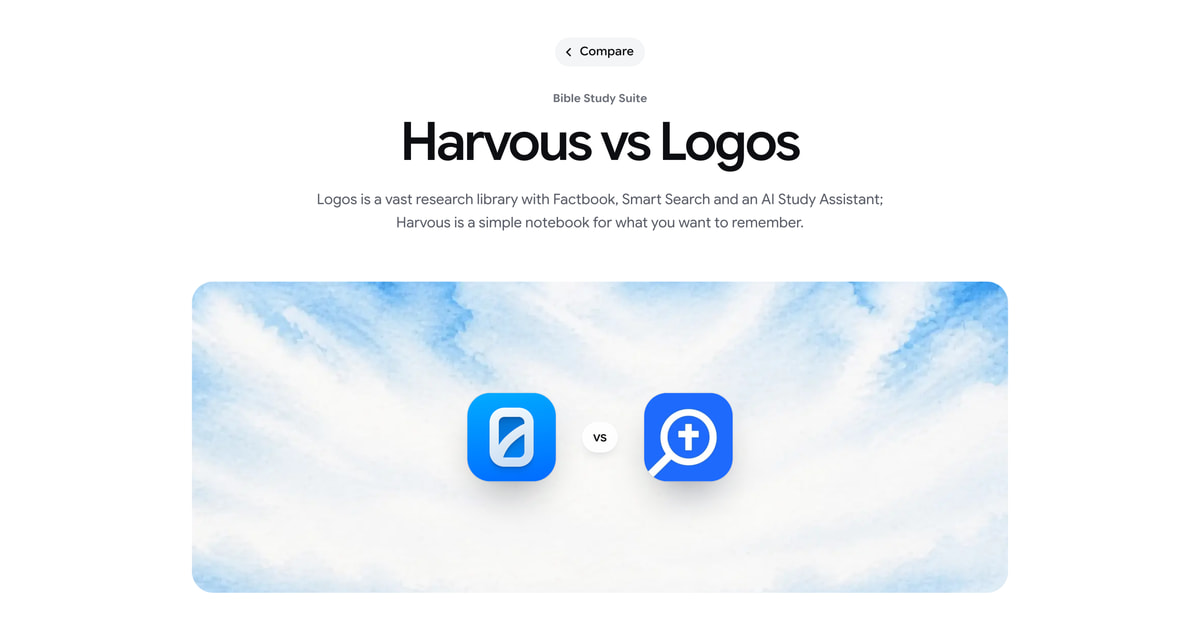 Compare
Bible Study Suite
Harvous vs Logos
Logos is a vast research library with Factbook, Smart Search and an AI Study Assistant;
Harvous is a simple notebook for what you want to remember.
vs